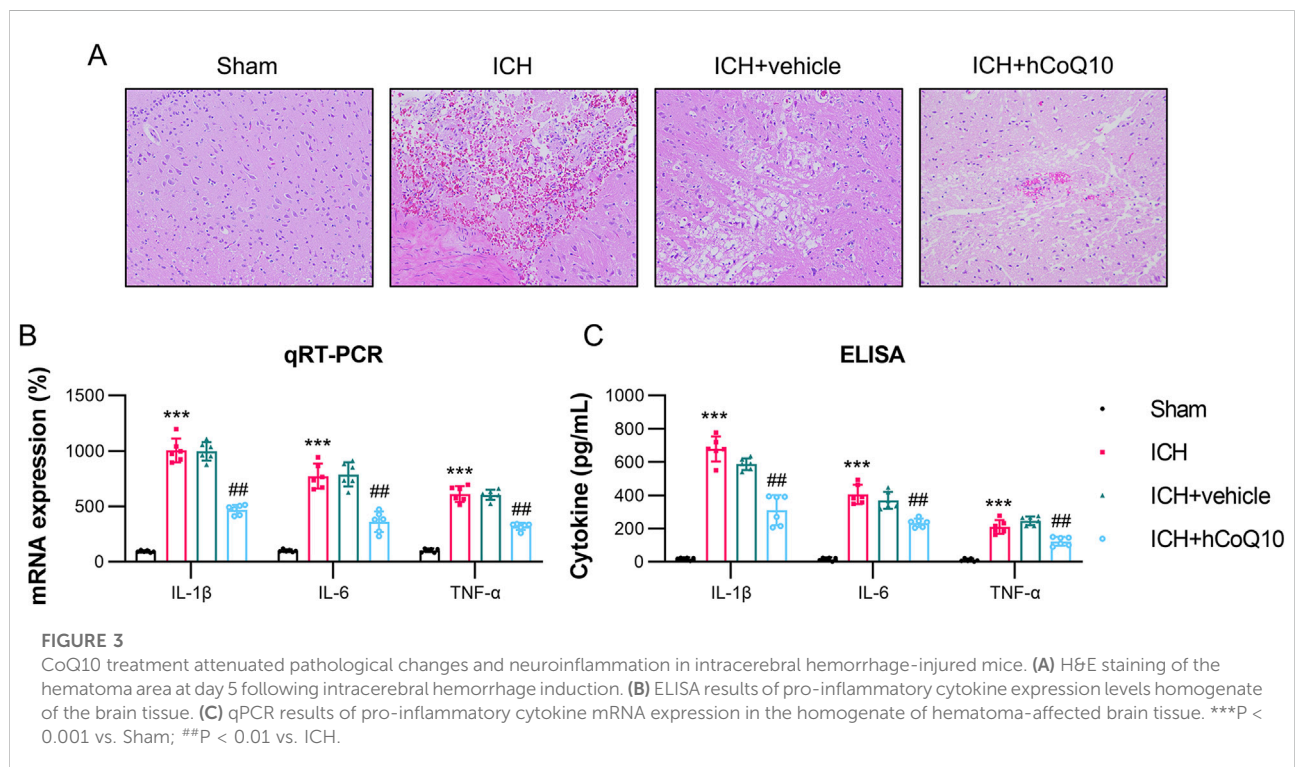 A
Sham ICH ICH+vehicle ICH+hCoQ10
B
qRT-PCR
mRNA expression (%)
1500
1000
500
0
***
##
***
##
***
##
IL-1β IL-6 TNF-α
C
ELISA
Cytokine (pg/mL)
1000
800
600
400
200
0
***
##
***
##
***
##
IL-1β IL-6 TNF-α
Sham
ICH
ICH+vehicle
ICH+hCoQ10
FIGURE 3
CoQ10 treatment attenuated pathological changes and neuroinflammation in intracerebral hemorrhage-injured mice. (A) H&E staining of the
hematoma area at day 5 following intracerebral hemorrhage induction. (B) ELISA results of pro-inflammatory cytokine expression levels homogenate
of the brain tissue. (C) qPCR results of pro-inflammatory cytokine mRNA expression in the homogenate of hematoma-affected brain tissue. ***P <
0.001 vs. Sham; ##P < 0.01 vs. ICH.